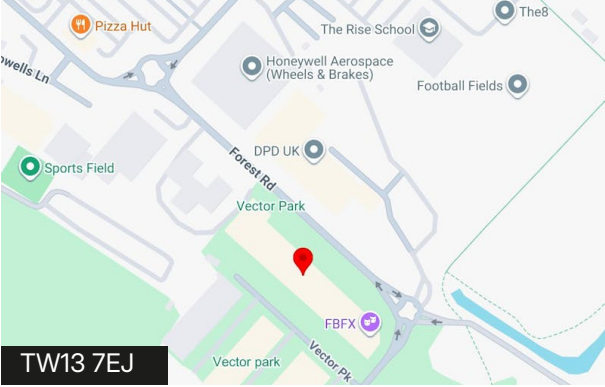 Pizza Hut
The Rise School
The8
owells Ln
Honeywell Aerospace
(Wheels & Brakes)
Football Fields
DPD UK
Forest Rd
Sports Field
Vector Park
FBFX
Vector Pk
Vector park
TW13 7EJ